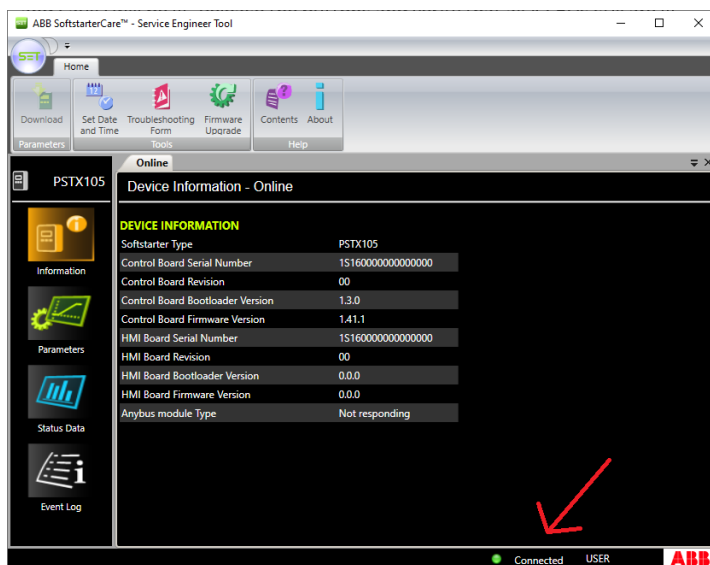 ABB SoftstarterCare™ - Service Engineer Tool
SET
Home
Download
Set Date and Time
Troubleshooting Form
Firmware Upgrade
Contents
About
Parameters
Tools
Help
Online
PSTX105
Device Information - Online
DEVICE INFORMATION
Softstarter Type PSTX105
Control Board Serial Number 1S160000000000000
Control Board Revision 00
Control Board Bootloader Version 1.3.0
Control Board Firmware Version 1.41.1
HMI Board Serial Number 1S160000000000000
HMI Board Revision 00
HMI Board Bootloader Version 0.0.0
HMI Board Firmware Version 0.0.0
Anybus module Type Not responding
Information
Parameters
Status Data
Event Log
Connected USER ABB